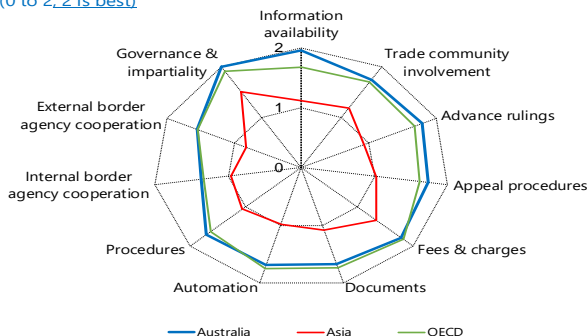 (0 to 2, 2 is best)
Information
availability
Governance &
impartiality
Trade community
involvement
External border
agency cooperation
Advance rulings
Internal border
agency cooperation
Appeal procedures
Procedures
Fees & charges
Automation
Documents
2
1
0
Australia
Asia
OECD